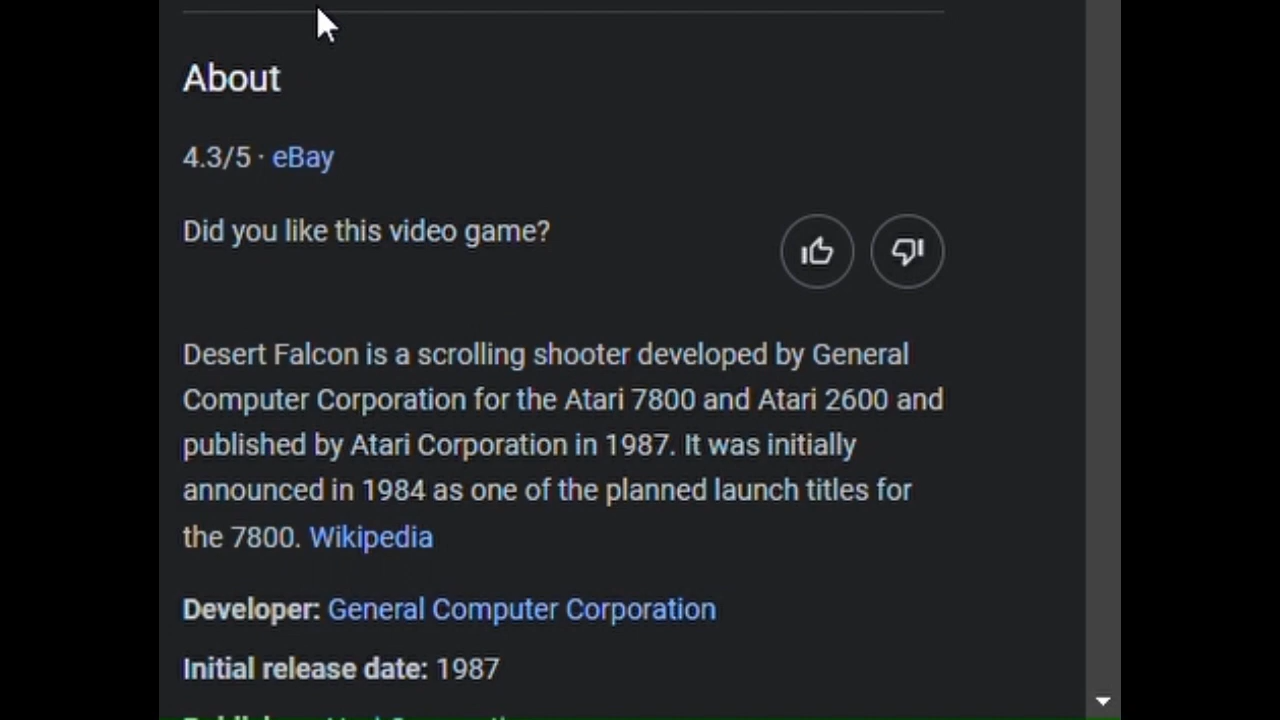 About
4.3/5 · eBay
Did you like this video game?
Desert Falcon is a scrolling shooter developed by General
Computer Corporation for the Atari 7800 and Atari 2600 and
published by Atari Corporation in 1987. It was initially
announced in 1984 as one of the planned launch titles for
the 7800. Wikipedia
Developer: General Computer Corporation
Initial release date: 1987